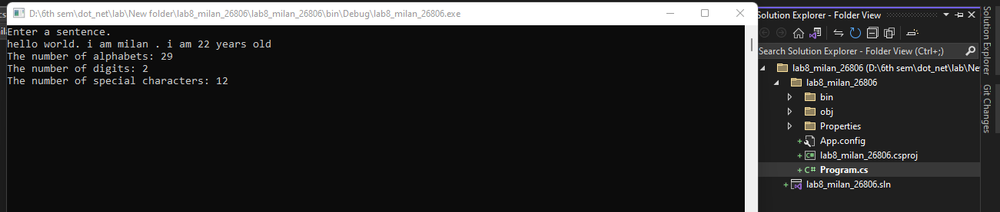 D:\6th sem\dot_net\lab\New folder\lab8_milan_26806\lab8_milan_26806\bin\Debug\lab8_milan_26806.exe
Enter a sentence.
hello world. i am milan . i am 22 years old
The number of alphabets: 29
The number of digits: 2
The number of special characters: 12
Solution Explorer - Folder View
Search Solution Explorer - Folder View (Ctrl+;)
lab8_milan_26806 (D:\6th sem\dot_net\lab\Ne
lab8_milan_26806
bin
obj
Properties
App.config
C# lab8_milan_26806.csproj
C# Program.cs
lab8_milan_26806.sln
Solution Explorer
Git Changes